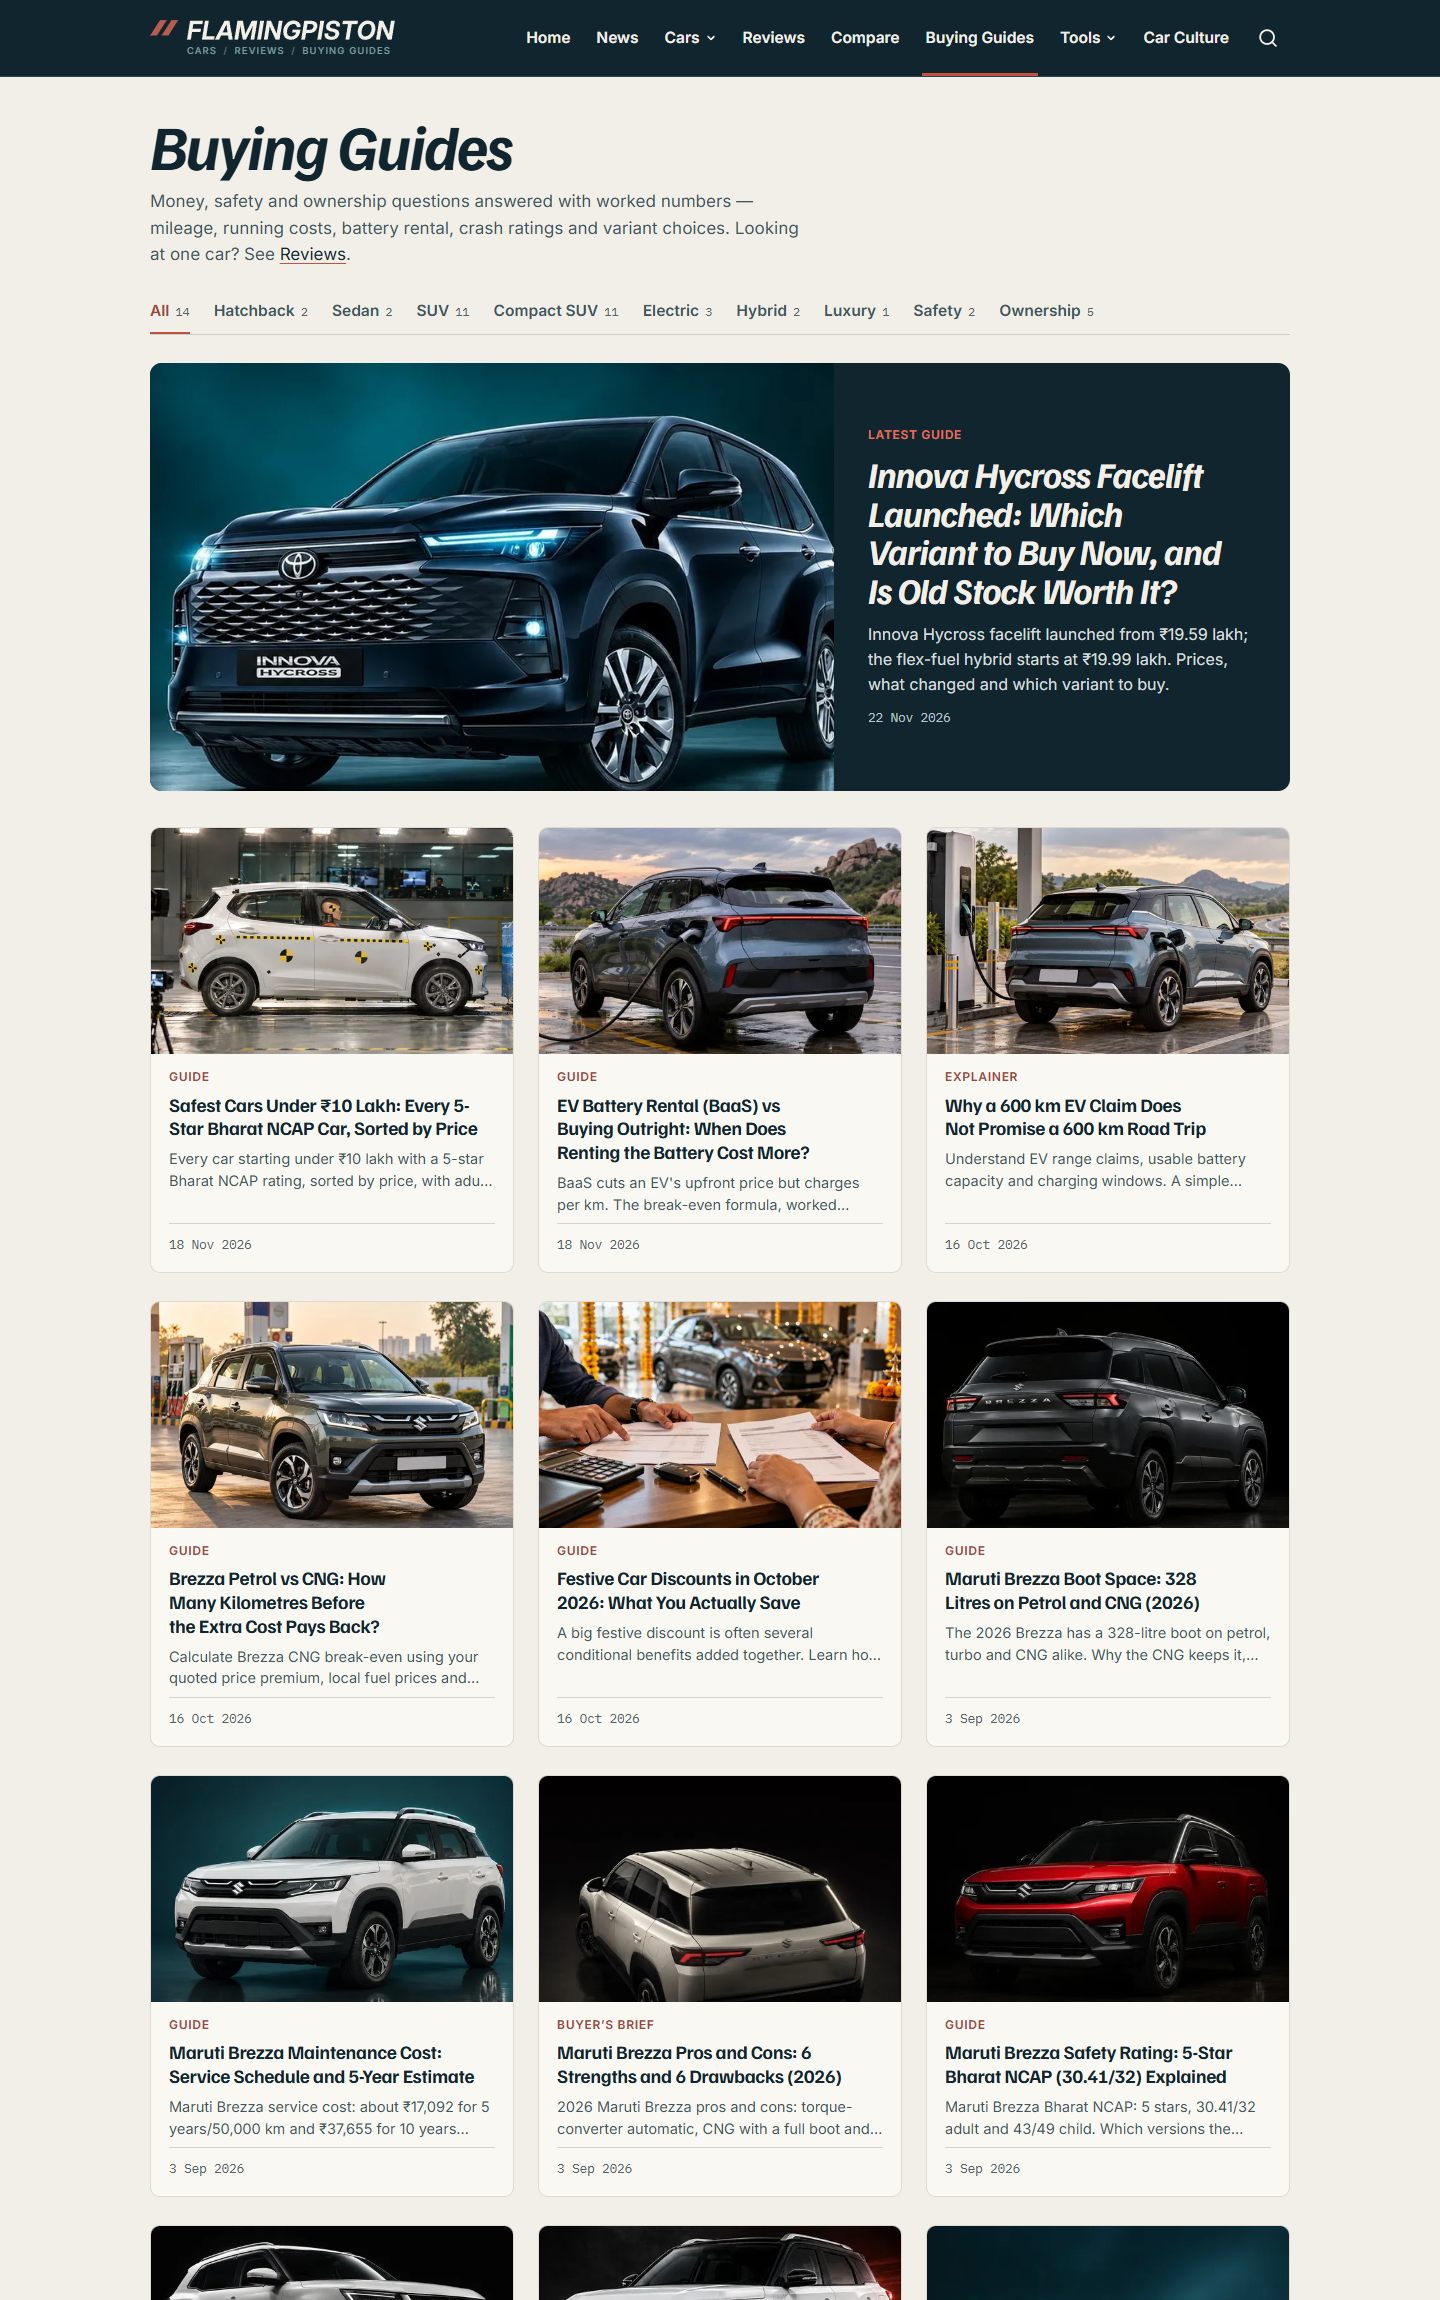 FLAMINGPISTON
CARS / REVIEWS / BUYING GUIDES
Home News Cars Reviews Compare Buying Guides Tools Car Culture
Buying Guides
Money, safety and ownership questions answered with worked numbers —
mileage, running costs, battery rental, crash ratings and variant choices. Looking
at one car? See Reviews.
All 14 Hatchback 2 Sedan 2 SUV 11 Compact SUV 11 Electric 3 Hybrid 2 Luxury 1 Safety 2 Ownership 5
INNOVA
HYCROSS
LATEST GUIDE
Innova Hycross Facelift
Launched: Which
Variant to Buy Now, and
Is Old Stock Worth It?
Innova Hycross facelift launched from ₹19.59 lakh;
the flex-fuel hybrid starts at ₹19.99 lakh. Prices,
what changed and which variant to buy.
22 Nov 2026
GUIDE
Safest Cars Under ₹10 Lakh: Every 5-
Star Bharat NCAP Car, Sorted by Price
Every car starting under ₹10 lakh with a 5-star
Bharat NCAP rating, sorted by price, with adu...
18 Nov 2026
GUIDE
EV Battery Rental (BaaS) vs
Buying Outright: When Does
Renting the Battery Cost More?
BaaS cuts an EV's upfront price but charges
per km. The break-even formula, worked...
18 Nov 2026
EXPLAINER
Why a 600 km EV Claim Does
Not Promise a 600 km Road Trip
Understand EV range claims, usable battery
capacity and charging windows. A simple...
16 Oct 2026
GUIDE
Brezza Petrol vs CNG: How
Many Kilometres Before
the Extra Cost Pays Back?
Calculate Brezza CNG break-even using your
quoted price premium, local fuel prices and...
16 Oct 2026
GUIDE
Festive Car Discounts in October
2026: What You Actually Save
A big festive discount is often several
conditional benefits added together. Learn ho...
16 Oct 2026
BREZZA
GUIDE
Maruti Brezza Boot Space: 328
Litres on Petrol and CNG (2026)
The 2026 Brezza has a 328-litre boot on petrol,
turbo and CNG alike. Why the CNG keeps it,...
3 Sep 2026
GUIDE
Maruti Brezza Maintenance Cost:
Service Schedule and 5-Year Estimate
Maruti Brezza service cost: about ₹17,092 for 5
years/50,000 km and ₹37,655 for 10 years...
3 Sep 2026
BUYER'S BRIEF
Maruti Brezza Pros and Cons: 6
Strengths and 6 Drawbacks (2026)
2026 Maruti Brezza pros and cons: torque-
converter automatic, CNG with a full boot and...
3 Sep 2026
GUIDE
Maruti Brezza Safety Rating: 5-Star
Bharat NCAP (30.41/32) Explained
Maruti Brezza Bharat NCAP: 5 stars, 30.41/32
adult and 43/49 child. Which versions the...
3 Sep 2026